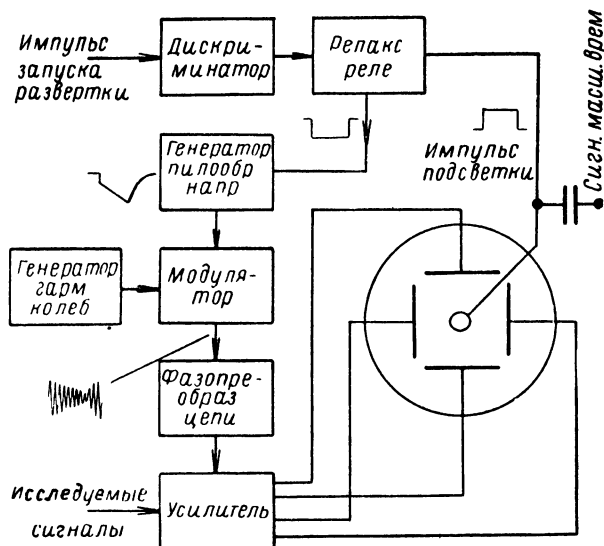 Импульс
запуска
развертки
Дискри-
минатор
Репакс
реле
Импульс
подсветки
Сигн. масш. врем
Генератор
пилообр
напр
Генератор
гарм
колеб
Модуля-
тор
Фазопре-
образ
цепи
Исследуемые
сигналы
Усилитель